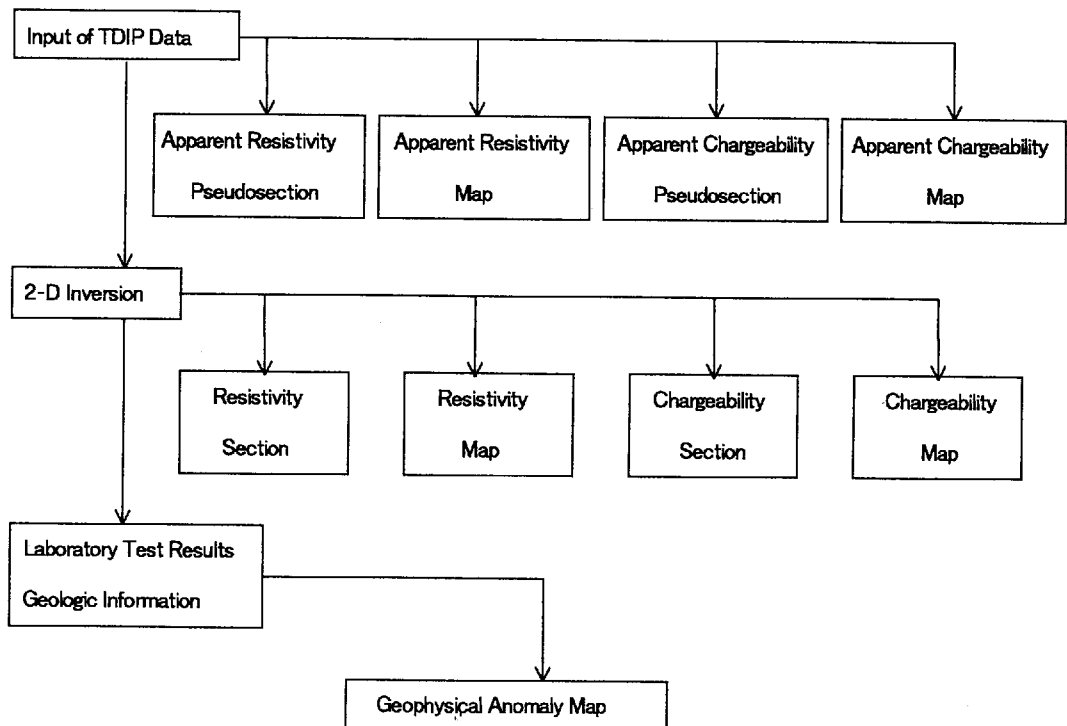 Input of TDIP Data
Apparent Resistivity
Pseudosection
Apparent Resistivity
Map
Apparent Chargeability
Pseudosection
Apparent Chargeability
Map
2-D Inversion
Resistivity
Section
Resistivity
Map
Chargeability
Section
Chargeability
Map
Laboratory Test Results
Geologic Information
Geophysical Anomaly Map